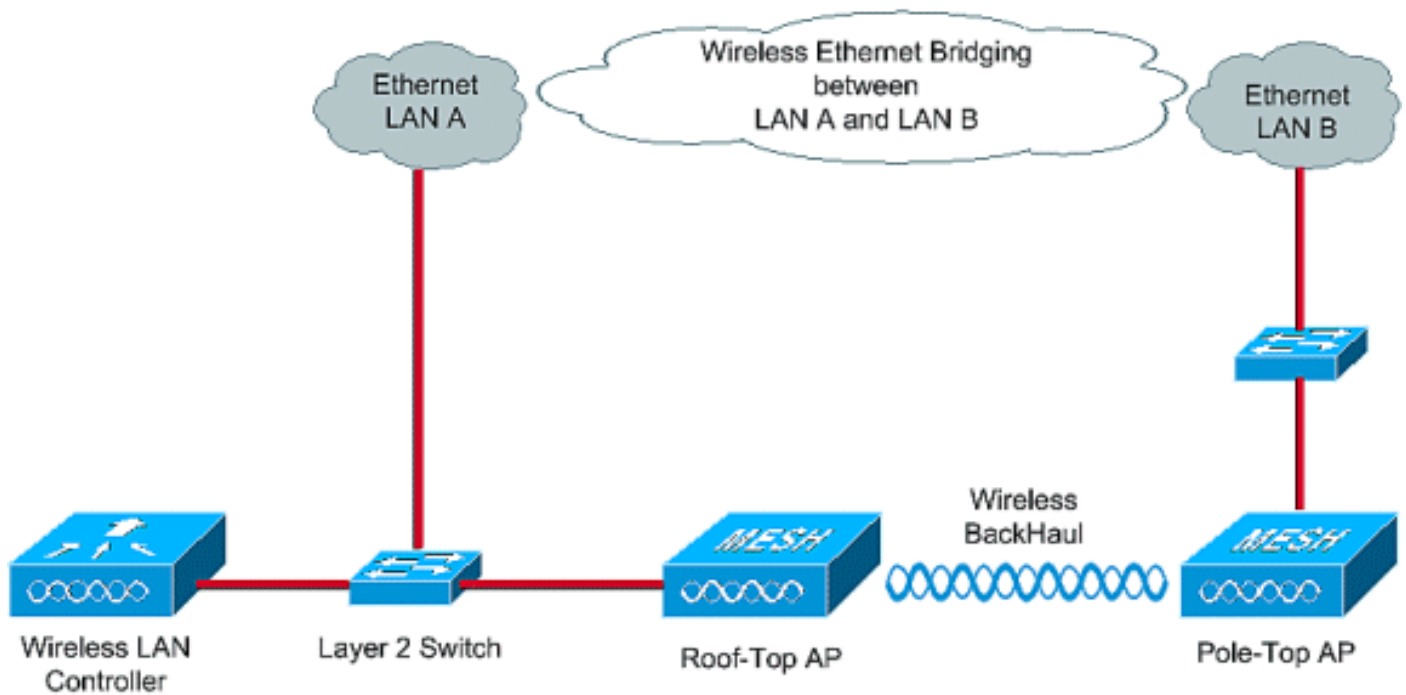 Ethernet
LAN A
Wireless Ethernet Bridging
between
LAN A and LAN B
Ethernet
LAN B
Wireless
BackHaul
MESH
MESH
Wireless LAN
Controller
Layer 2 Switch
Roof-Top AP
Pole-Top AP